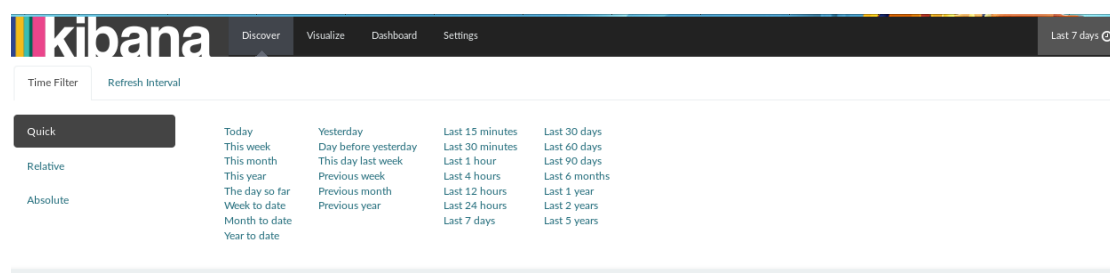 kibana Discover Visualize Dashboard Settings Last 7 days
Time Filter Refresh Interval
Quick
Relative
Absolute
Today Yesterday Last 15 minutes Last 30 days
This week Day before yesterday Last 30 minutes Last 60 days
This month This day last week Last 1 hour Last 90 days
This year Previous week Last 4 hours Last 6 months
The day so far Previous month Last 12 hours Last 1 year
Week to date Previous year Last 24 hours Last 2 years
Month to date Last 7 days Last 5 years
Year to date